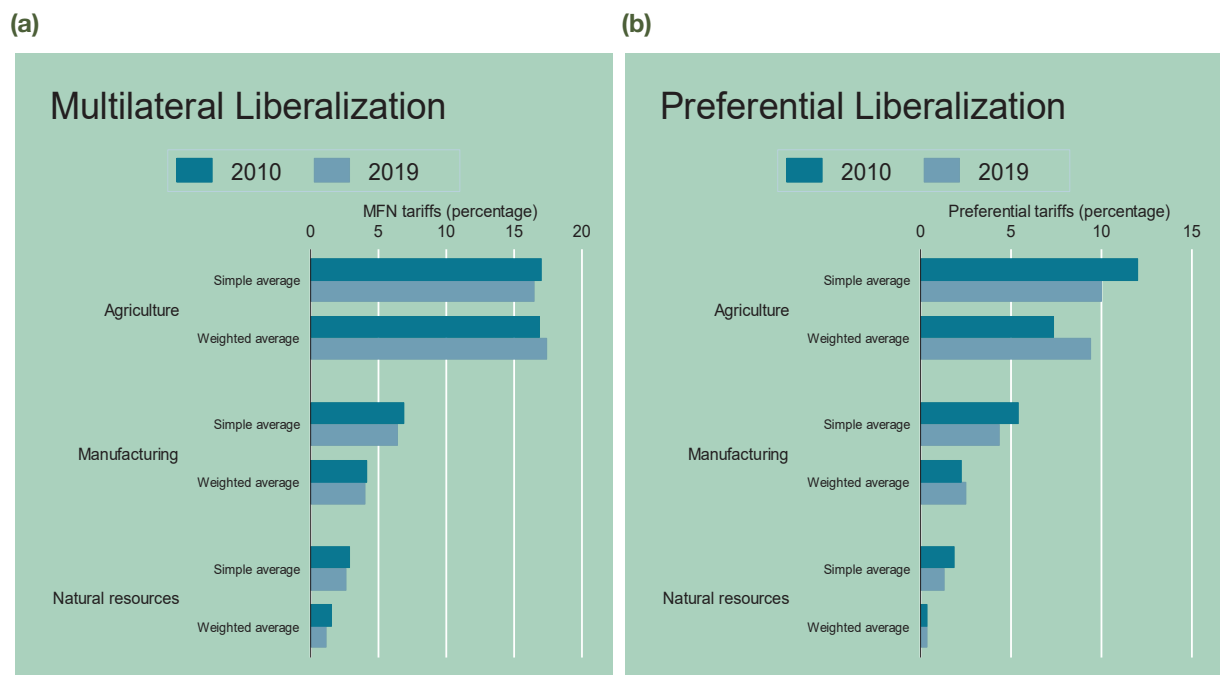 (a)
Multilateral Liberalization
2010 2019
MFN tariffs (percentage)
0 5 10 15 20
Simple average
Agriculture
Weighted average
Simple average
Manufacturing
Weighted average
Simple average
Natural resources
Weighted average
(b)
Preferential Liberalization
2010 2019
Preferential tariffs (percentage)
0 5 10 15
Simple average
Agriculture
Weighted average
Simple average
Manufacturing
Weighted average
Simple average
Natural resources
Weighted average